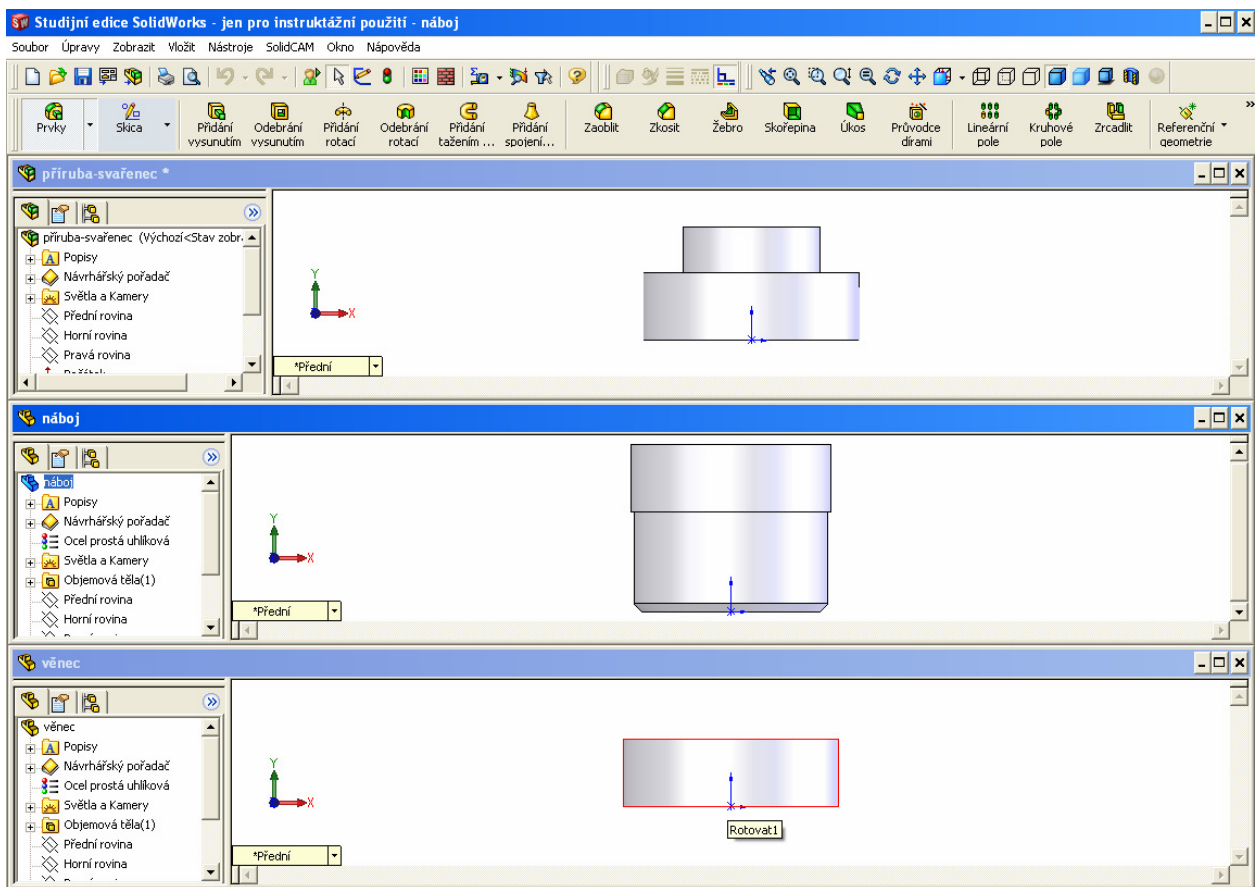 Studijní edice SolidWorks - jen pro instruktážní použití - náboj
Soubor Úpravy Zobrazit Vložit Nástroje SolidCAM Okno Nápověda
Prvky Skica Přidání vysunutím Odebrání vysunutím Přidání rotací Odebrání rotací Přidání tažením ... Přidání spojení... Zaoblit Zkosit Žebro Skořepina Úkos Průvodce dírami Lineární pole Kruhové pole Zrcadlit Referenční geometrie
příruba-svařenec *
příruba-svařenec (Výchozí<Stav zobr.
Popisy
Návrhářský pořadač
Světla a Kamery
Přední rovina
Horní rovina
Pravá rovina
Y
X
*Přední
náboj
náboj
Popisy
Návrhářský pořadač
Ocel prostá uhlíková
Světla a Kamery
Objemová těla(1)
Přední rovina
Horní rovina
Y
X
*Přední
věnec
věnec
Popisy
Návrhářský pořadač
Ocel prostá uhlíková
Světla a Kamery
Objemová těla(1)
Přední rovina
Horní rovina
Y
X
*Přední
Rotovat1